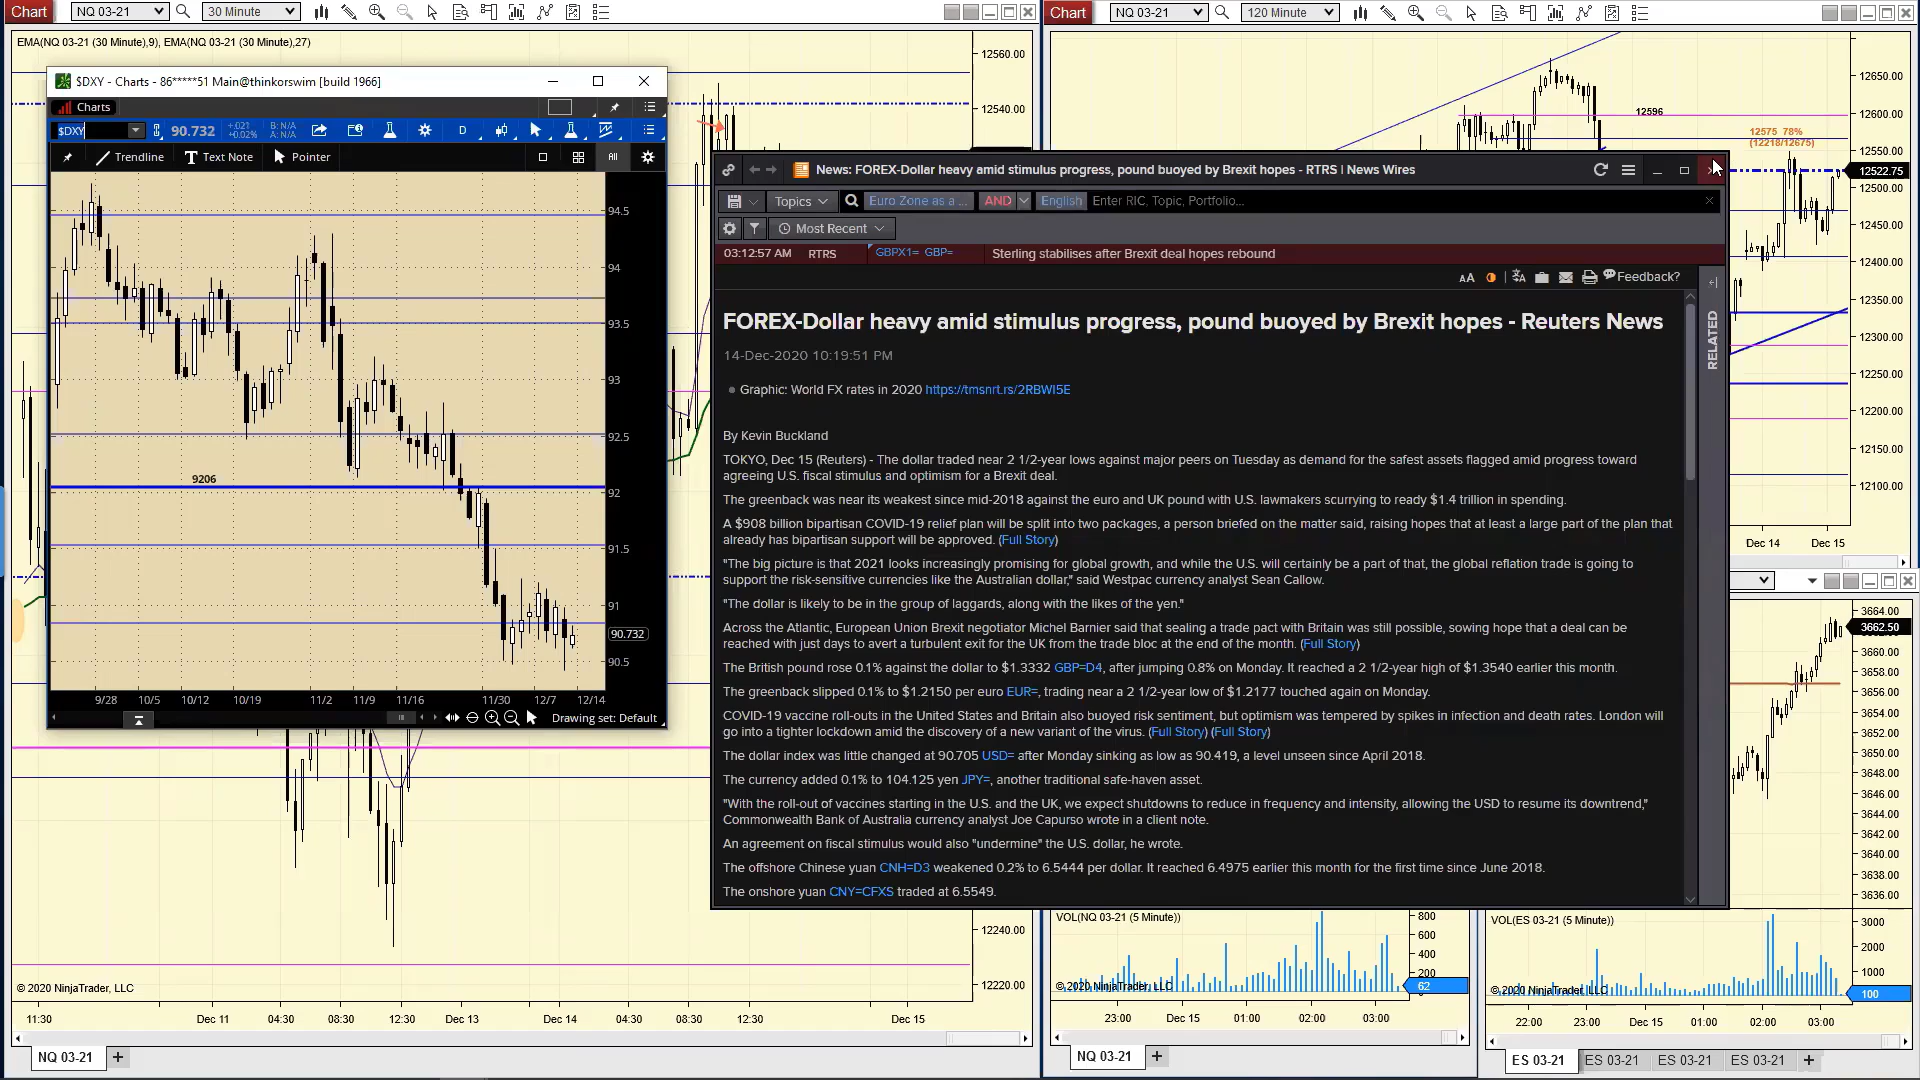 Chart NQ 03-21 30 Minute
EMA(NQ 03-21 (30 Minute),9), EMA(NQ 03-21 (30 Minute),27)
12560.00
12540.00
12240.00
12220.00
© 2020 NinjaTrader, LLC
11:30 Dec 11 04:30 08:30 12:30 Dec 13 Dec 14 04:30 08:30 12:30 Dec 15
NQ 03-21 +
$DXY - Charts - 86*****51 Main@thinkorswim [build 1966]
Charts
$DXY 90.732 +.021 +0.02% B: N/A A: N/A D
Trendline Text Note Pointer All
9206
94.5
94
93.5
93
92.5
92
91.5
91
90.732
90.5
9/28 10/5 10/12 10/19 11/2 11/9 11/16 11/30 12/7 12/14
Drawing set: Default
Chart NQ 03-21 120 Minute
12596
12575 78%
(12218/12675)
12650.00
12600.00
12550.00
12522.75
12500.00
12450.00
12400.00
12350.00
12300.00
12250.00
12200.00
12150.00
12100.00
Dec 14 Dec 15
News: FOREX-Dollar heavy amid stimulus progress, pound buoyed by Brexit hopes - RTRS | News Wires
Topics Euro Zone as a ... AND English Enter RIC, Topic, Portfolio...
Most Recent
03:12:57 AM RTRS GBPX1= GBP= Sterling stabilises after Brexit deal hopes rebound
AA Feedback?
RELATED
FOREX-Dollar heavy amid stimulus progress, pound buoyed by Brexit hopes - Reuters News
14-Dec-2020 10:19:51 PM
Graphic: World FX rates in 2020 https://tmsnrt.rs/2RBWI5E
By Kevin Buckland
TOKYO, Dec 15 (Reuters) - The dollar traded near 2 1/2-year lows against major peers on Tuesday as demand for the safest assets flagged amid progress toward
agreeing U.S. fiscal stimulus and optimism for a Brexit deal.
The greenback was near its weakest since mid-2018 against the euro and UK pound with U.S. lawmakers scurrying to ready $1.4 trillion in spending.
A $908 billion bipartisan COVID-19 relief plan will be split into two packages, a person briefed on the matter said, raising hopes that at least a large part of the plan that
already has bipartisan support will be approved. (Full Story)
"The big picture is that 2021 looks increasingly promising for global growth, and while the U.S. will certainly be a part of that, the global reflation trade is going to
support the risk-sensitive currencies like the Australian dollar," said Westpac currency analyst Sean Callow.
"The dollar is likely to be in the group of laggards, along with the likes of the yen."
Across the Atlantic, European Union Brexit negotiator Michel Barnier said that sealing a trade pact with Britain was still possible, sowing hope that a deal can be
reached with just days to avert a turbulent exit for the UK from the trade bloc at the end of the month. (Full Story)
The British pound rose 0.1% against the dollar to $1.3332 GBP=D4, after jumping 0.8% on Monday. It reached a 2 1/2-year high of $1.3540 earlier this month.
The greenback slipped 0.1% to $1.2150 per euro EUR=, trading near a 2 1/2-year low of $1.2177 touched again on Monday.
COVID-19 vaccine roll-outs in the United States and Britain also buoyed risk sentiment, but optimism was tempered by spikes in infection and death rates. London will
go into a tighter lockdown amid the discovery of a new variant of the virus. (Full Story) (Full Story)
The dollar index was little changed at 90.705 USD= after Monday sinking as low as 90.419, a level unseen since April 2018.
The currency added 0.1% to 104.125 yen JPY=, another traditional safe-haven asset.
"With the roll-out of vaccines starting in the U.S. and the UK, we expect shutdowns to reduce in frequency and intensity, allowing the USD to resume its downtrend,"
Commonwealth Bank of Australia currency analyst Joe Capurso wrote in a client note.
An agreement on fiscal stimulus would also "undermine" the U.S. dollar, he wrote.
The offshore Chinese yuan CNH=D3 weakened 0.2% to 6.5444 per dollar. It reached 6.4975 earlier this month for the first time since June 2018.
The onshore yuan CNY=CFXS traded at 6.5549.
VOL(NQ 03-21 (5 Minute))
800
600
400
200
62
© 2020 NinjaTrader, LLC
23:00 Dec 15 01:00 02:00 03:00
NQ 03-21 +
3664.00
3662.50
3660.00
3658.00
3656.00
3654.00
3652.00
3650.00
3648.00
3646.00
3644.00
3642.00
3640.00
3638.00
3636.00
VOL(ES 03-21 (5 Minute))
3000
2000
1000
100
© 2020 NinjaTrader, LLC
22:00 23:00 Dec 15 01:00 02:00 03:00
ES 03-21 ES 03-21 ES 03-21 ES 03-21 +